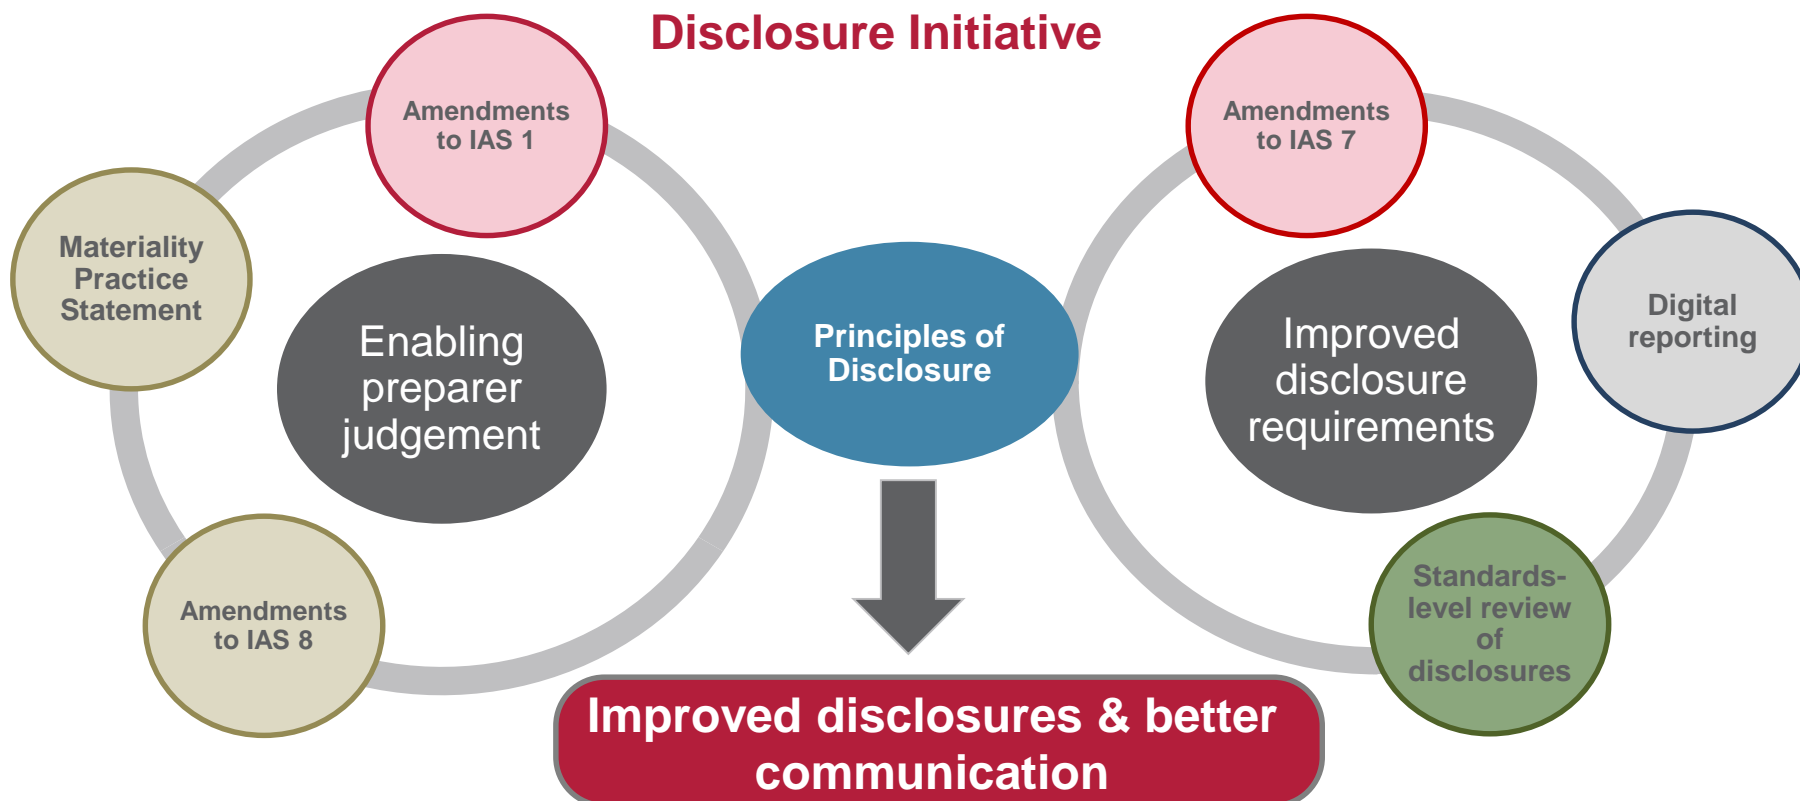 Disclosure Initiative
Amendments
to IAS 1
Materiality
Practice
Statement
Enabling
preparer
judgement
Amendments
to IAS 8
Principles of
Disclosure
Amendments
to IAS 7
Digital
reporting
Improved
disclosure
requirements
Standards-
level review
of
disclosures
Improved disclosures & better
communication